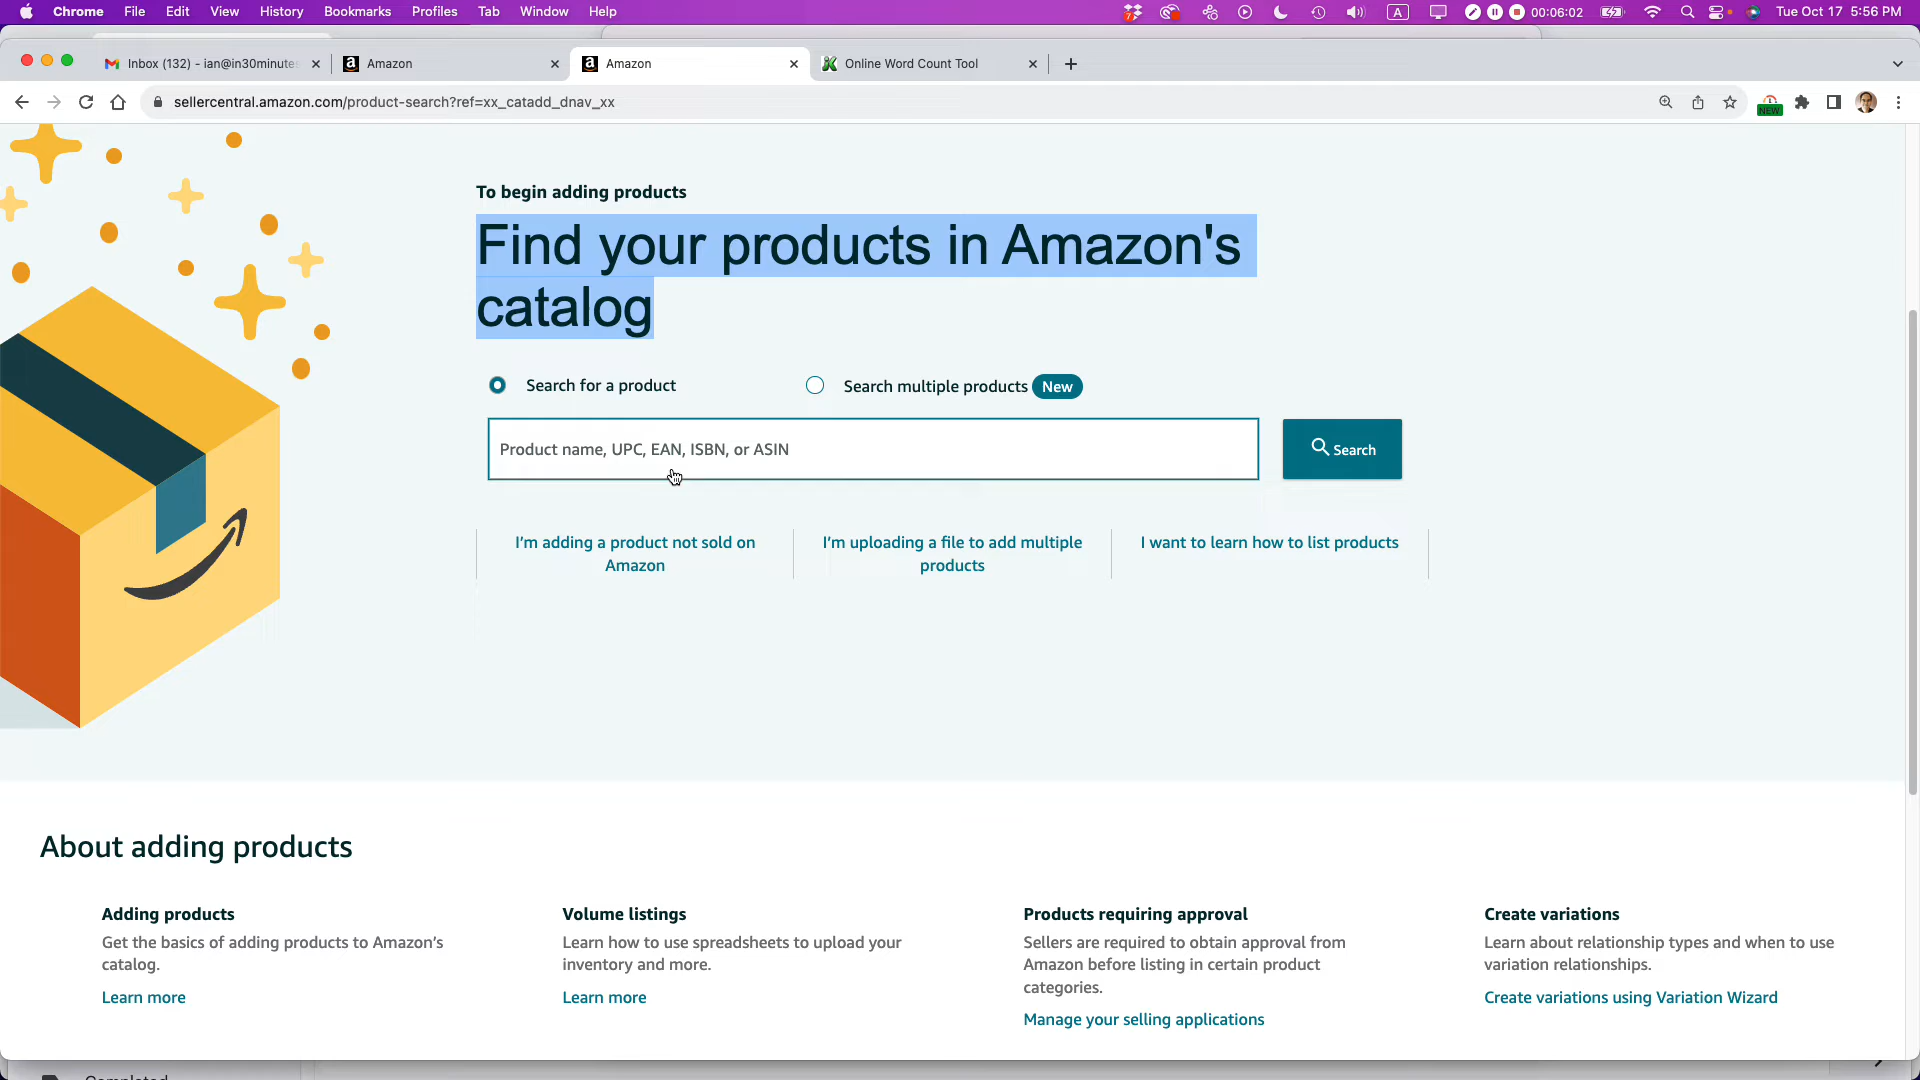 Chrome File Edit View History Bookmarks Profiles Tab Window Help 7 A 00:06:02 Tue Oct 17 5:56 PM
Inbox (132) - ian@in30minutes Amazon Amazon Online Word Count Tool
sellercentral.amazon.com/product-search?ref=xx_catadd_dnav_xx NEW
To begin adding products
Find your products in Amazon's
catalog
Search for a product Search multiple products New
Product name, UPC, EAN, ISBN, or ASIN Search
I'm adding a product not sold on
Amazon
I'm uploading a file to add multiple
products
I want to learn how to list products
About adding products
Adding products
Get the basics of adding products to Amazon's
catalog.
Learn more
Volume listings
Learn how to use spreadsheets to upload your
inventory and more.
Learn more
Products requiring approval
Sellers are required to obtain approval from
Amazon before listing in certain product
categories.
Manage your selling applications
Create variations
Learn about relationship types and when to use
variation relationships.
Create variations using Variation Wizard
Completed